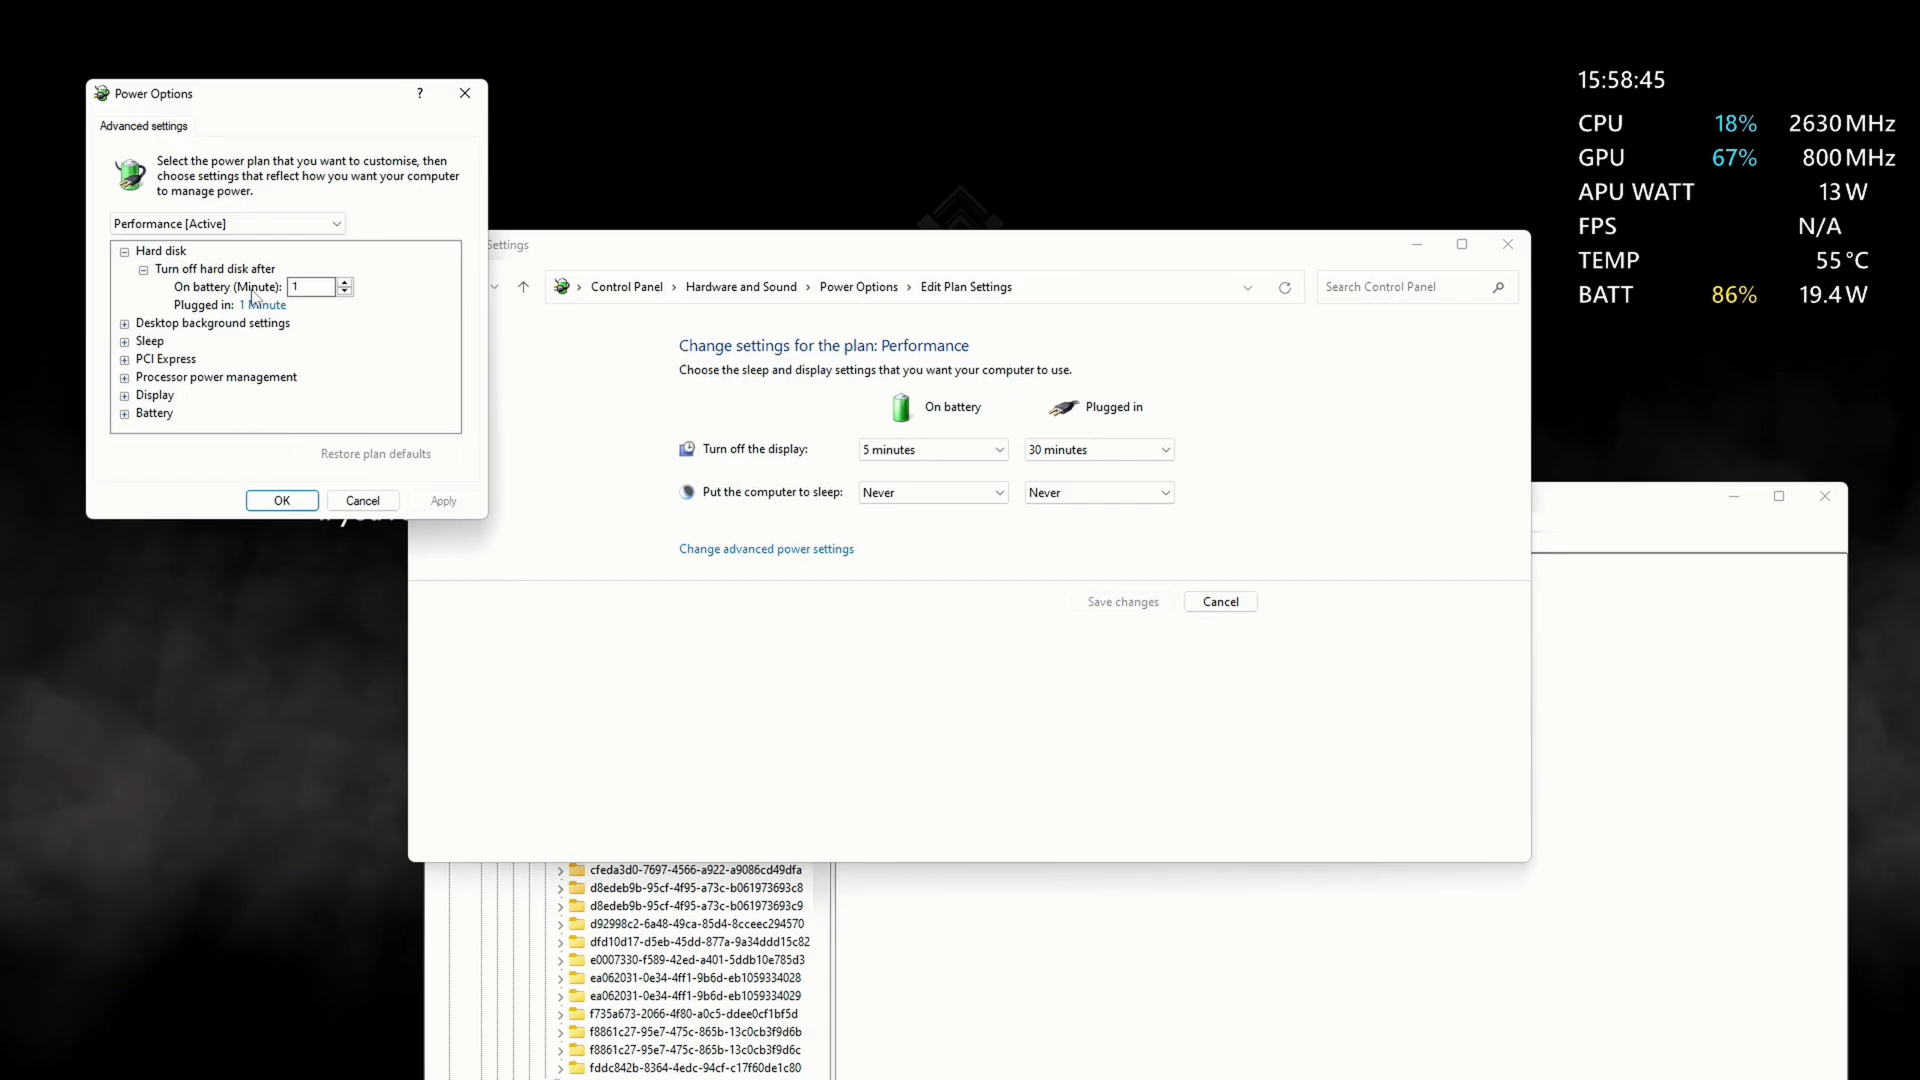 Power Options
?
Advanced settings
Select the power plan that you want to customise, then
choose settings that reflect how you want your computer
to manage power.
Performance [Active]
Hard disk
Turn off hard disk after
On battery (Minute): 1
Plugged in: 1 Minute
Desktop background settings
Sleep
PCI Express
Processor power management
Display
Battery
Restore plan defaults
OK Cancel Apply
15:58:45
CPU 18% 2630 MHz
GPU 67% 800 MHz
APU WATT 13 W
FPS N/A
TEMP 55 °C
BATT 86% 19.4 W
Settings
Control Panel > Hardware and Sound > Power Options > Edit Plan Settings
Search Control Panel
Change settings for the plan: Performance
Choose the sleep and display settings that you want your computer to use.
On battery Plugged in
Turn off the display: 5 minutes 30 minutes
Put the computer to sleep: Never Never
Change advanced power settings
Save changes Cancel
cfeda3d0-7697-4566-a922-a9086cd49dfa
d8edeb9b-95cf-4f95-a73c-b061973693c8
d8edeb9b-95cf-4f95-a73c-b061973693c9
d92998c2-6a48-49ca-85d4-8cceec294570
dfd10d17-d5eb-45dd-877a-9a34ddd15c82
e0007330-f589-42ed-a401-5ddb10e785d3
ea062031-0e34-4ff1-9b6d-eb1059334028
ea062031-0e34-4ff1-9b6d-eb1059334029
f735a673-2066-4f80-a0c5-ddee0cf1bf5d
f8861c27-95e7-475c-865b-13c0cb3f9d6b
f8861c27-95e7-475c-865b-13c0cb3f9d6c
fddc842b-8364-4edc-94cf-c17f60de1c80